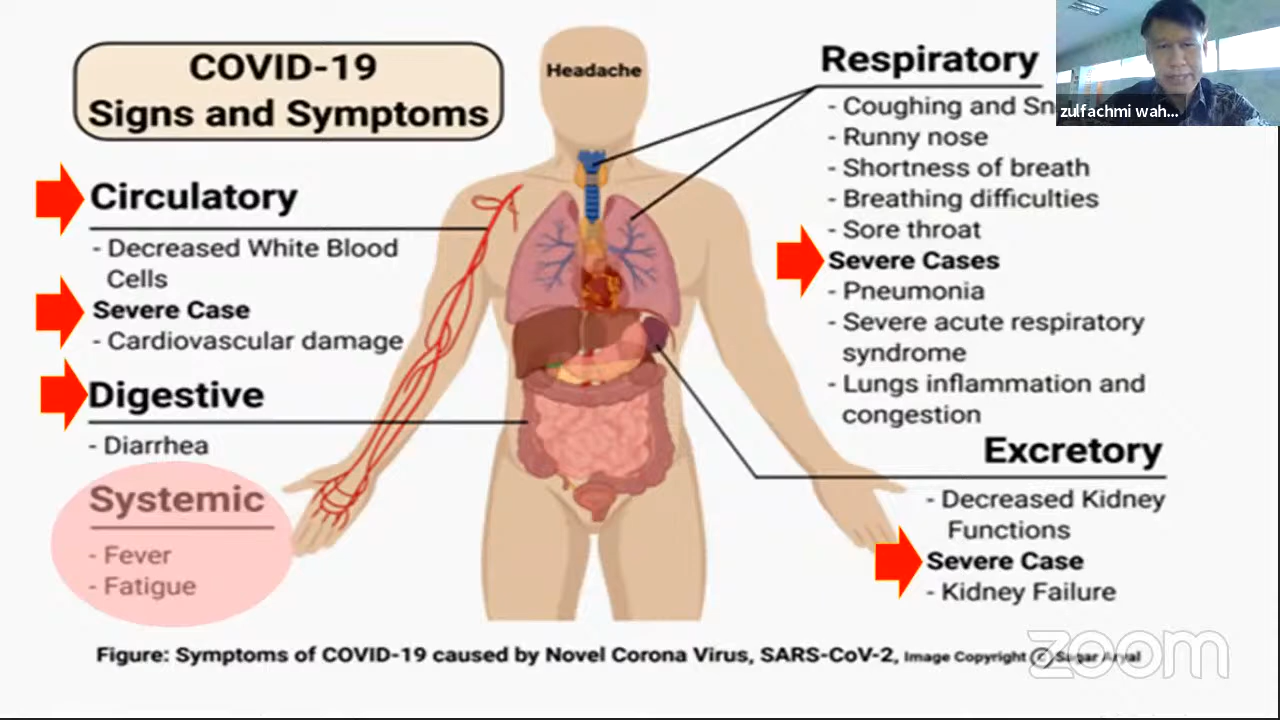 COVID-19
Signs and Symptoms
Circulatory
- Decreased White Blood
Cells
Severe Case
- Cardiovascular damage
Digestive
- Diarrhea
Systemic
- Fever
- Fatigue
Headache
Respiratory
- Coughing and Sn
- Runny nose
- Shortness of breath
- Breathing difficulties
- Sore throat
Severe Cases
- Pneumonia
- Severe acute respiratory
syndrome
- Lungs inflammation and
congestion
Excretory
- Decreased Kidney
Functions
Severe Case
- Kidney Failure
Figure: Symptoms of COVID-19 caused by Novel Corona Virus, SARS-CoV-2, Image Copyright © Sagar Aryal
zulfachmi wah...
zoom